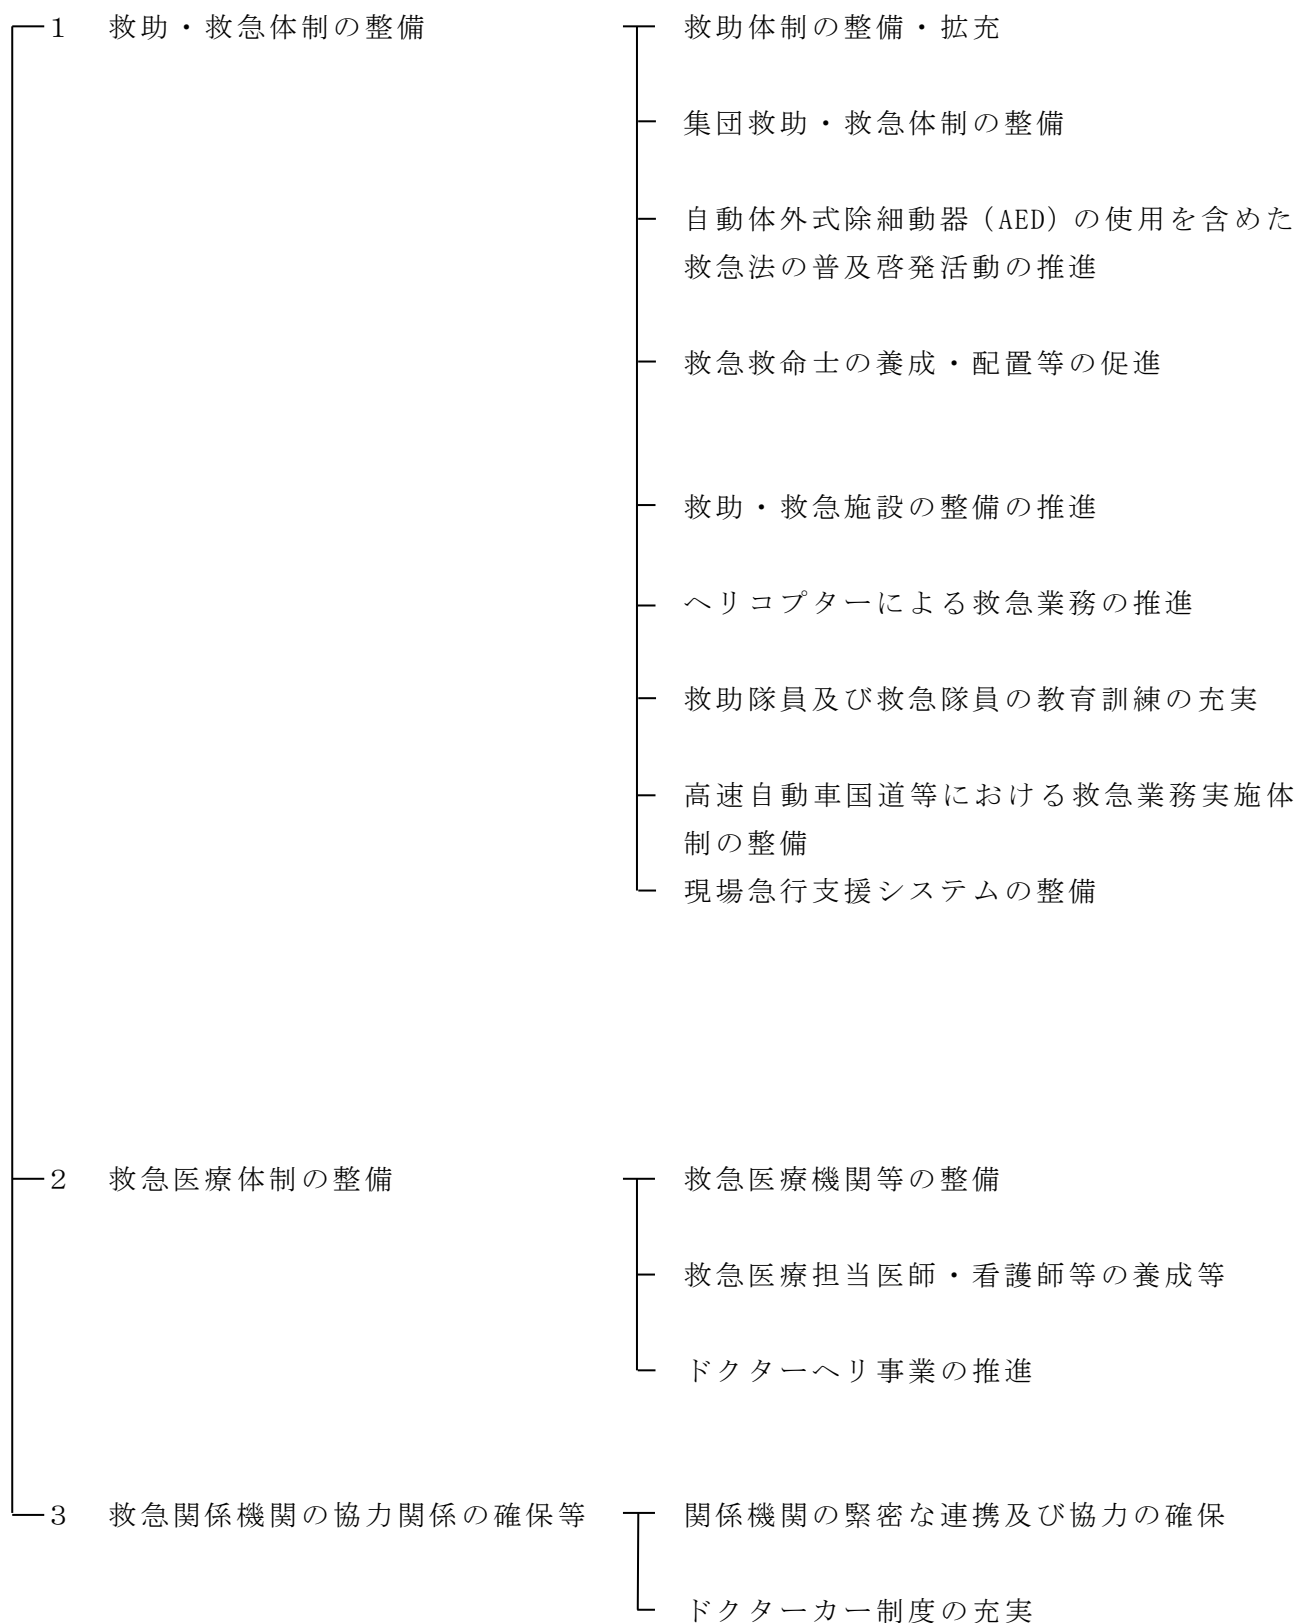 1 救助・救急体制の整備
救助体制の整備・拡充
集団救助・救急体制の整備
自動体外式除細動器(AED)の使用を含めた
救急法の普及啓発活動の推進
救急救命士の養成・配置等の促進
救助・救急施設の整備の推進
ヘリコプターによる救急業務の推進
救助隊員及び救急隊員の教育訓練の充実
高速自動車国道等における救急業務実施体
制の整備
現場急行支援システムの整備
2 救急医療体制の整備
救急医療機関等の整備
救急医療担当医師・看護師等の養成等
ドクターヘリ事業の推進
3 救急関係機関の協力関係の確保等
関係機関の緊密な連携及び協力の確保
ドクターカー制度の充実